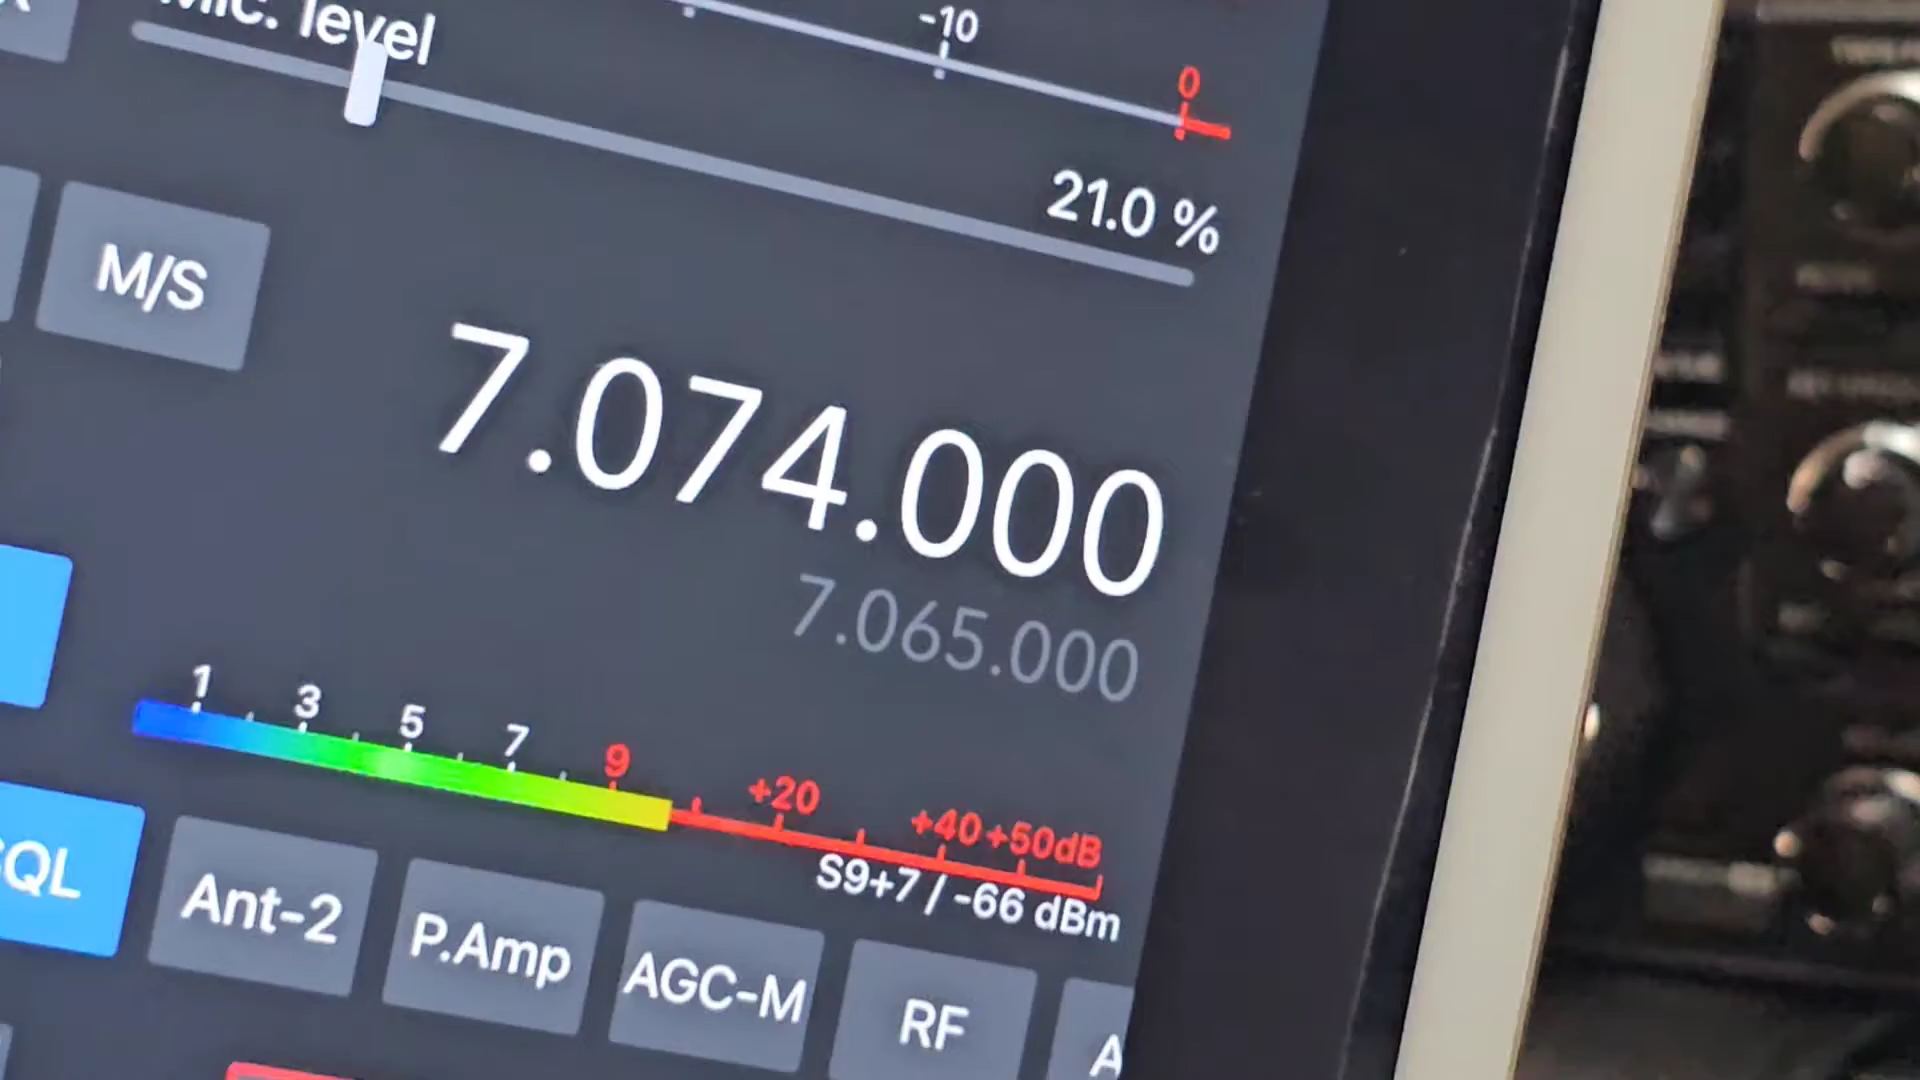 Mic. level
-10
0
21.0 %
M/S
7.074.000
7.065.000
1 3 5 7 9 +20 +40 +50dB
S9+7 / -66 dBm
QL
Ant-2
P.Amp
AGC-M
RF
A